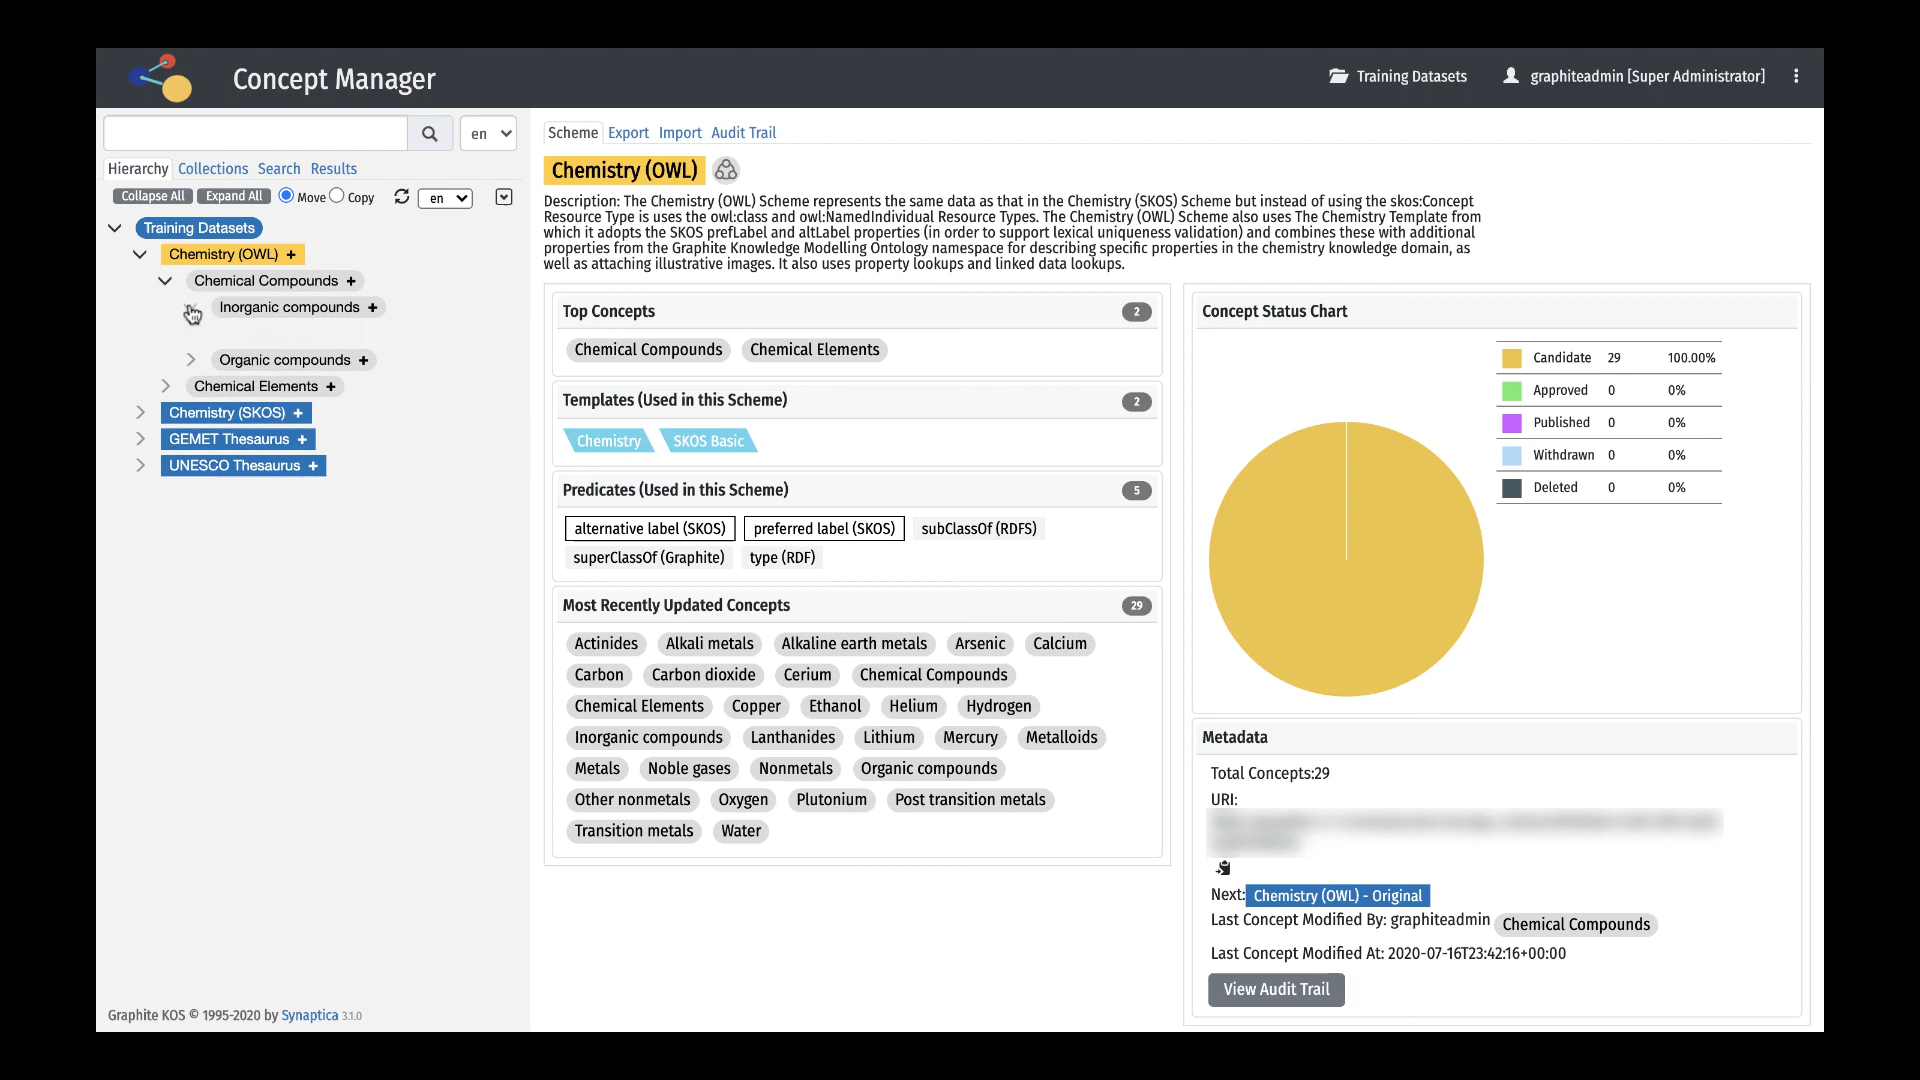 Concept Manager
Training Datasets
graphiteadmin [Super Administrator]
en
Hierarchy Collections Search Results
Collapse All Expand All Move Copy en
Training Datasets
Chemistry (OWL) +
Chemical Compounds +
Inorganic compounds +
Organic compounds +
Chemical Elements +
Chemistry (SKOS) +
GEMET Thesaurus +
UNESCO Thesaurus +
Graphite KOS © 1995-2020 by Synaptica 3.1.0
Scheme Export Import Audit Trail
Chemistry (OWL)
Description: The Chemistry (OWL) Scheme represents the same data as that in the Chemistry (SKOS) Scheme but instead of using the skos:Concept
Resource Type is uses the owl:class and owl:NamedIndividual Resource Types. The Chemistry (OWL) Scheme also uses The Chemistry Template from
which it adopts the SKOS prefLabel and altLabel properties (in order to support lexical uniqueness validation) and combines these with additional
properties from the Graphite Knowledge Modelling Ontology namespace for describing specific properties in the chemistry knowledge domain, as
well as attaching illustrative images. It also uses property lookups and linked data lookups.
Top Concepts 2
Chemical Compounds Chemical Elements
Templates (Used in this Scheme) 2
Chemistry SKOS Basic
Predicates (Used in this Scheme) 5
alternative label (SKOS) preferred label (SKOS) subClassOf (RDFS)
superClassOf (Graphite) type (RDF)
Most Recently Updated Concepts 29
Actinides Alkali metals Alkaline earth metals Arsenic Calcium
Carbon Carbon dioxide Cerium Chemical Compounds
Chemical Elements Copper Ethanol Helium Hydrogen
Inorganic compounds Lanthanides Lithium Mercury Metalloids
Metals Noble gases Nonmetals Organic compounds
Other nonmetals Oxygen Plutonium Post transition metals
Transition metals Water
Concept Status Chart
Candidate 29 100.00%
Approved 0 0%
Published 0 0%
Withdrawn 0 0%
Deleted 0 0%
Metadata
Total Concepts:29
URI:
Next: Chemistry (OWL) - Original
Last Concept Modified By: graphiteadmin Chemical Compounds
Last Concept Modified At: 2020-07-16T23:42:16+00:00
View Audit Trail